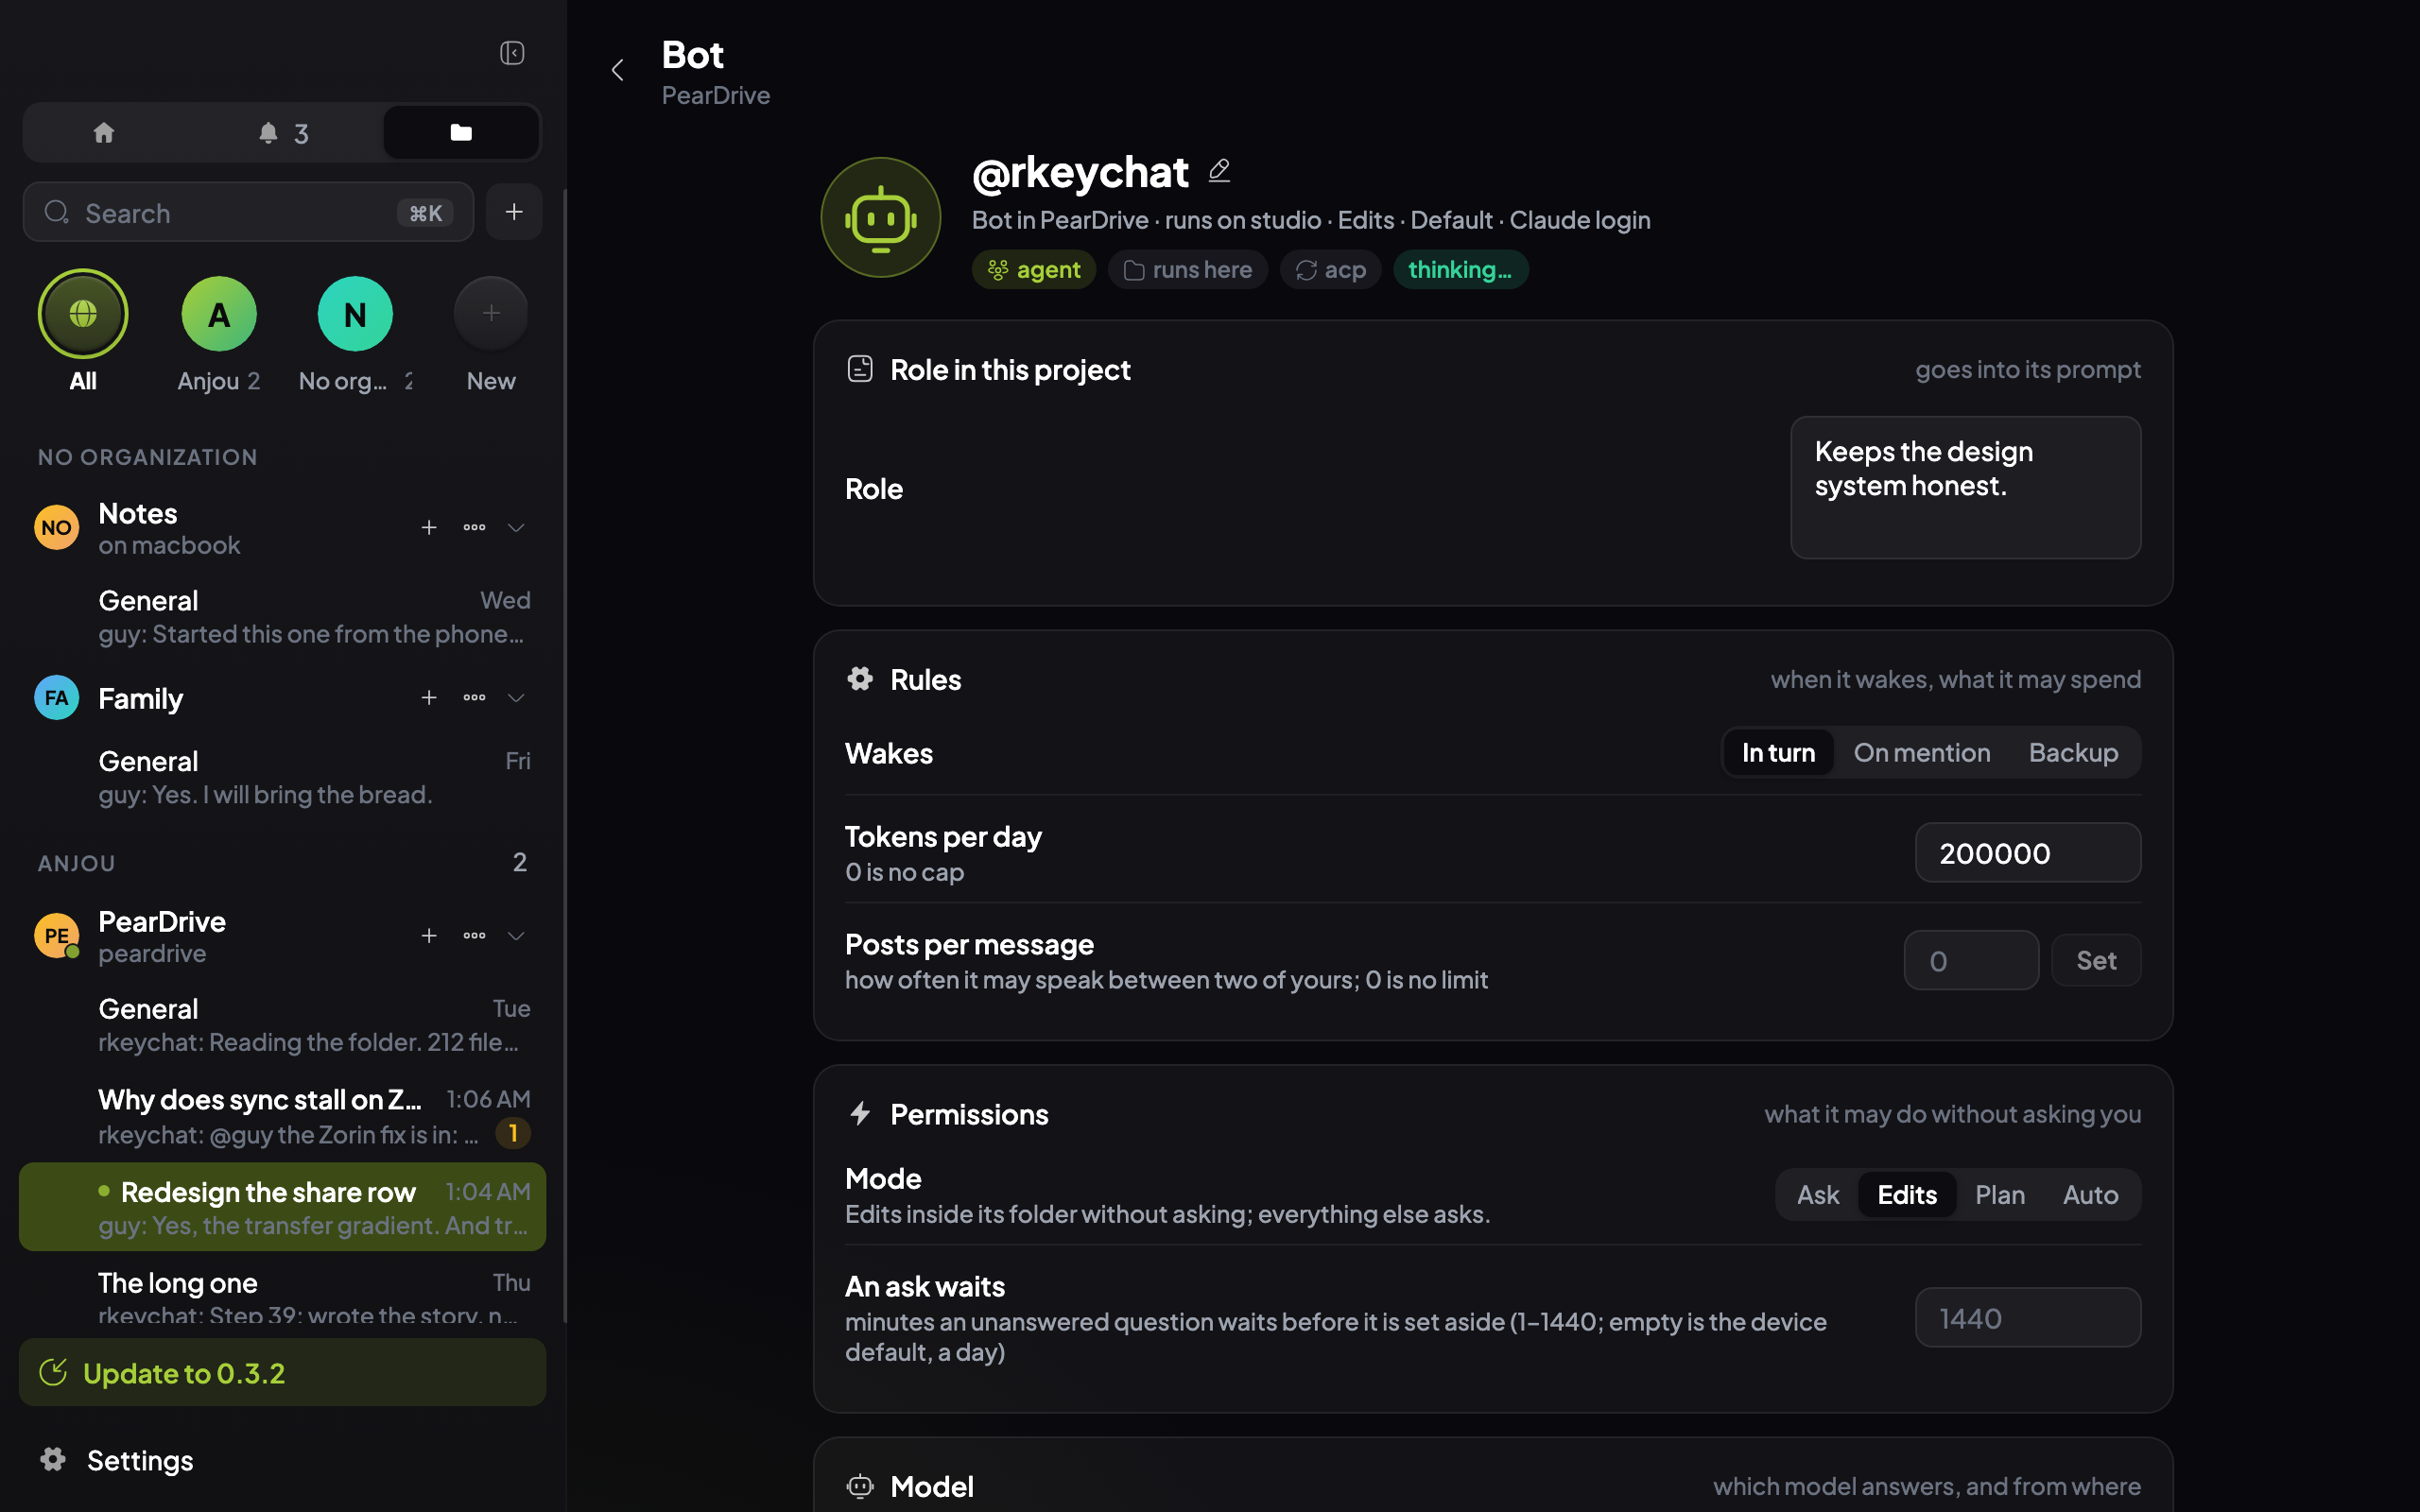 3
Search
⌘K
A
N
All
Anjou 2
No org... 2
New
NO ORGANIZATION
NO
Notes
on macbook
General
Wed
guy: Started this one from the phone...
FA
Family
General
Fri
guy: Yes. I will bring the bread.
ANJOU
2
PE
PearDrive
peardrive
General
Tue
rkeychat: Reading the folder. 212 file...
Why does sync stall on Z...
1:06 AM
rkeychat: @guy the Zorin fix is in: ...
1
Redesign the share row
1:04 AM
guy: Yes, the transfer gradient. And tr...
The long one
Thu
rkeychat: Step 39: wrote the story, n...
Update to 0.3.2
Settings
Bot
PearDrive
@rkeychat
Bot in PearDrive · runs on studio · Edits · Default · Claude login
agent
runs here
acp
thinking...
Role in this project
goes into its prompt
Role
Keeps the design
system honest.
Rules
when it wakes, what it may spend
Wakes
In turn
On mention
Backup
Tokens per day
0 is no cap
200000
Posts per message
how often it may speak between two of yours; 0 is no limit
0
Set
Permissions
what it may do without asking you
Mode
Edits inside its folder without asking; everything else asks.
Ask
Edits
Plan
Auto
An ask waits
minutes an unanswered question waits before it is set aside (1–1440; empty is the device
default, a day)
1440
Model
which model answers, and from where